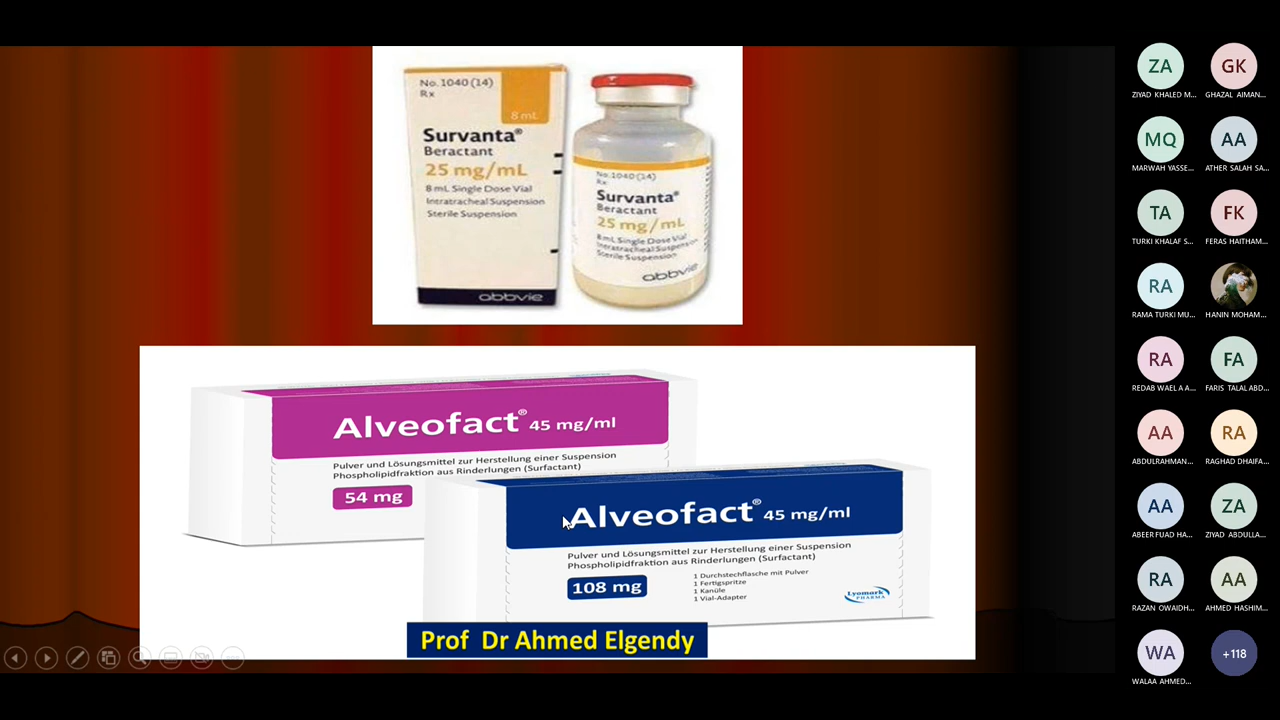 No.1040 (14)
Rx
8 mL
Survanta®
Beractant
25 mg/mL
8 mL Single Dose Vial
Intratracheal Suspension
Sterile Suspension
abbvie
No.1040 (14)
Rx
Survanta®
Beractant
25 mg/mL
8 mL Single Dose Vial
Intratracheal Suspension
Sterile Suspension
abbvie
Alveofact® 45 mg/ml
Pulver und Lösungsmittel zur Herstellung einer Suspension
Phospholipidfraktion aus Rinderlungen (Surfactant)
54 mg
Alveofact® 45 mg/ml
Pulver und Lösungsmittel zur Herstellung einer Suspension
Phospholipidfraktion aus Rinderlungen (Surfactant)
108 mg
1 Durchstechflasche mit Pulver
1 Fertigspritze
1 Kanüle
1 Vial-Adapter
Lyomark
PHARMA
Prof Dr Ahmed Elgendy
ZA
ZIYAD KHALED M...
GK
GHAZAL AIMAN...
MQ
MARWAH YASSE...
AA
ATHER SALAH SA...
TA
TURKI KHALAF S...
FK
FERAS HAITHAM...
RA
RAMA TURKI MU...
HANIN MOHAM...
RA
REDAB WAEL A A...
FA
FARIS TALAL ABD...
AA
ABDULRAHMAN...
RA
RAGHAD DHAIFA...
AA
ABEER FUAD HA...
ZA
ZIYAD ABDULLA...
RA
RAZAN OWAIDH...
AA
AHMED HASHIM...
WA
WALAA AHMED...
+118